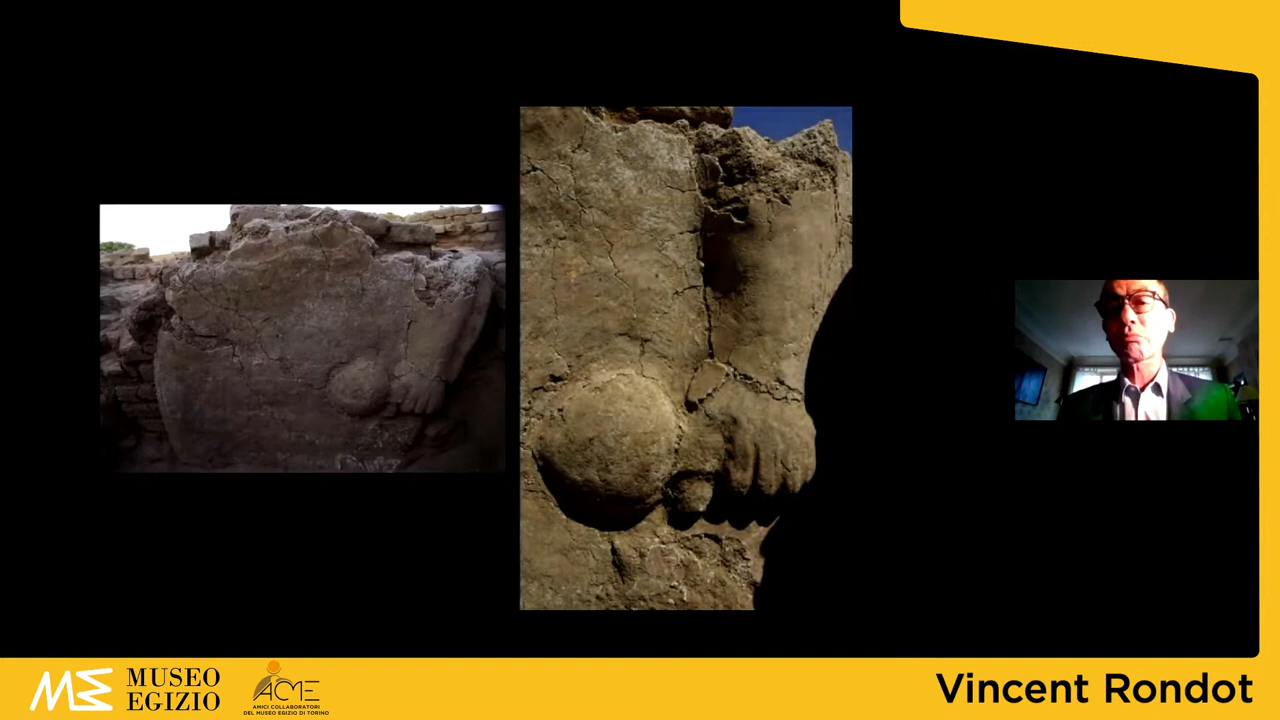 MUSEO
EGIZIO
ACME
AMICI COLLABORATORI
DEL MUSEO EGIZIO DI TORINO
Vincent Rondot